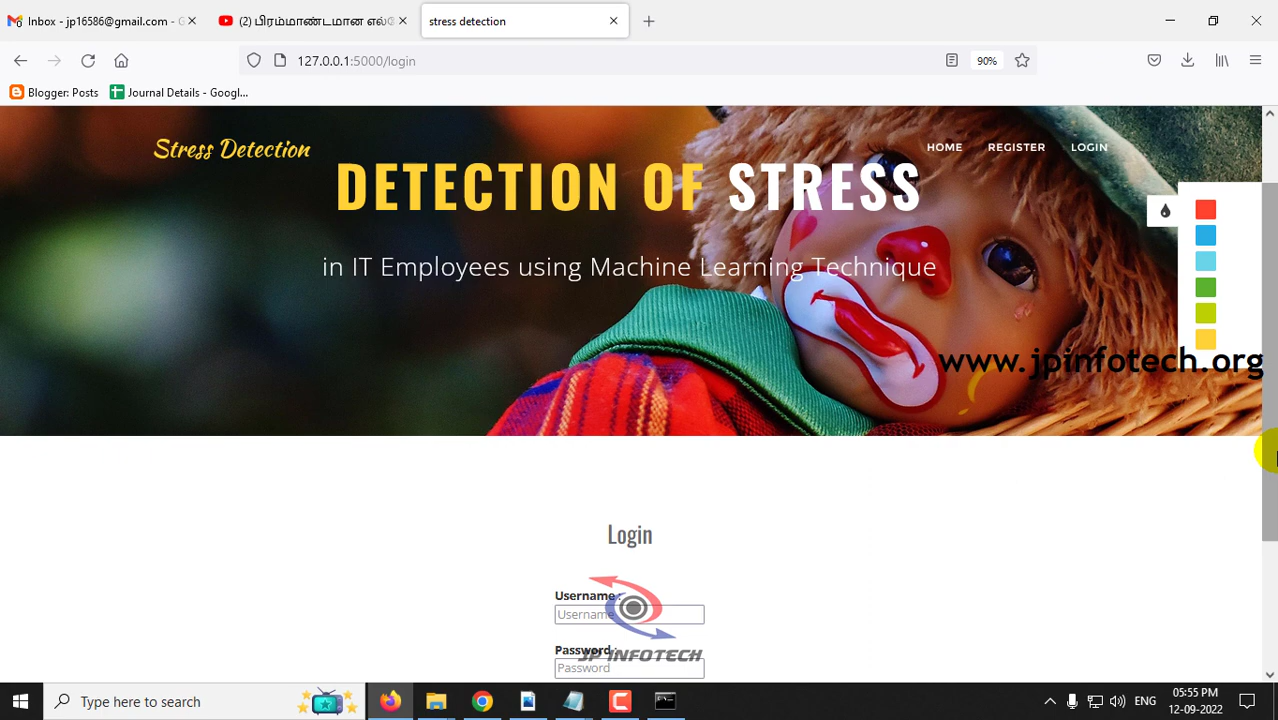 Inbox - jp16586@gmail.com - G
(2) பிரம்மாண்டமான எல்
stress detection
127.0.0.1:5000/login
90%
Blogger: Posts
Journal Details - Googl...
Stress Detection
HOME
REGISTER
LOGIN
DETECTION OF STRESS
in IT Employees using Machine Learning Technique
www.jpinfotech.org
Login
Username :
Username
Password :
Password
JP INFOTECH
Type here to search
ENG
05:55 PM
12-09-2022